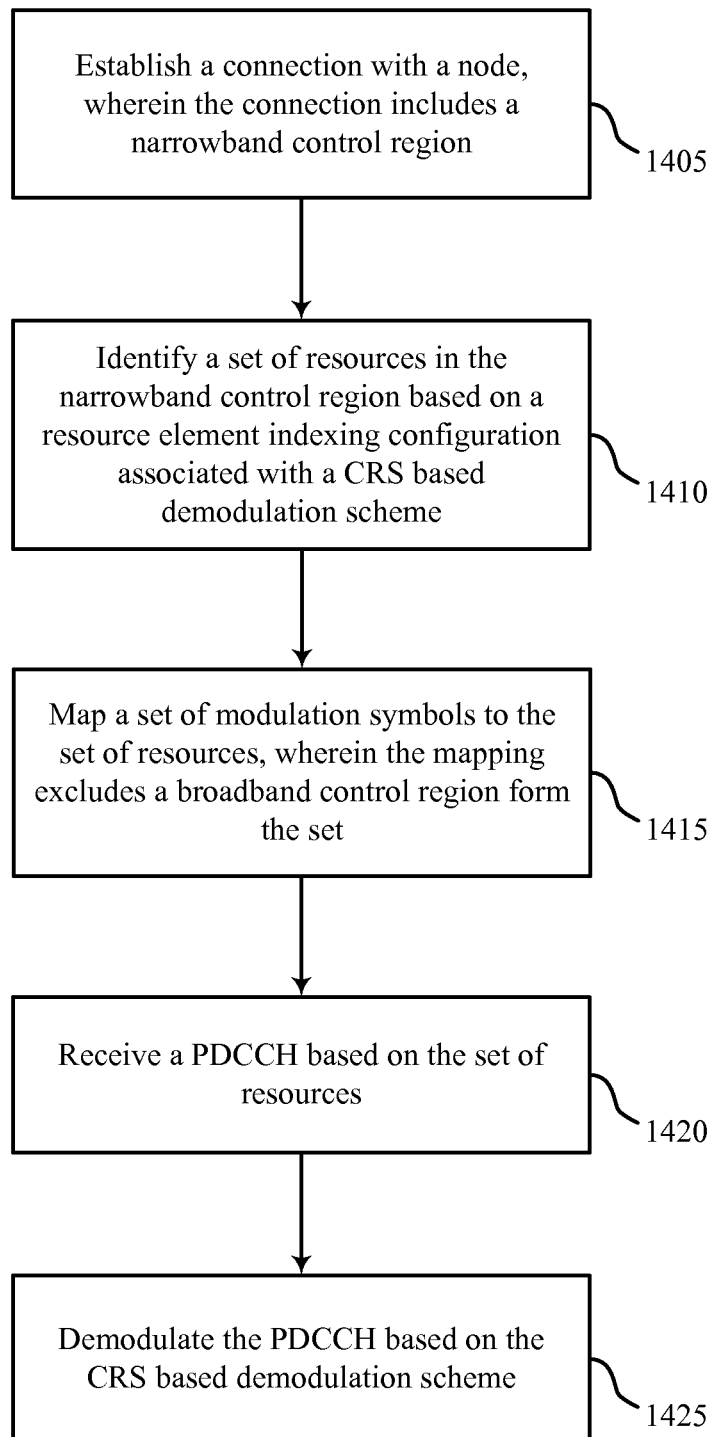 Establish a connection with a node,
wherein the connection includes a
narrowband control region
1405
Identify a set of resources in the
narrowband control region based on a
resource element indexing configuration
associated with a CRS based
demodulation scheme
1410
Map a set of modulation symbols to the
set of resources, wherein the mapping
excludes a broadband control region form
the set
1415
Receive a PDCCH based on the set of
resources
1420
Demodulate the PDCCH based on the
CRS based demodulation scheme
1425